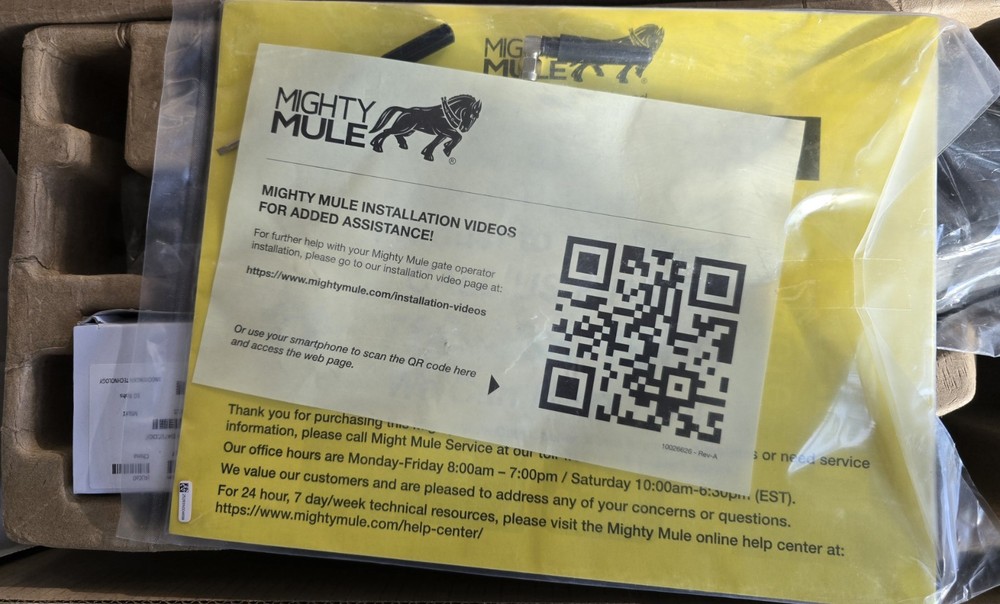 MIG
MULE
MIGHTY
MULE
MIGHTY MULE INSTALLATION VIDEOS
FOR ADDED ASSISTANCE!
For further help with your Mighty Mule gate operator
installation, please go to our installation video page at:
https://www.mightymule.com/installation-videos
Or use your smartphone to scan the QR code here
and access the web page.
10026626 - Rev-A
Thank you for purchasing this
information, please call Might Mule Service at our toll s or need service
Our office hours are Monday-Friday 8:00am – 7:00pm / Saturday 10:00am-6:30pm (EST).
We value our customers and are pleased to address any of your concerns or questions.
For 24 hour, 7 day/week technical resources, please visit the Mighty Mule online help center at:
https://www.mightymule.com/help-center/
China